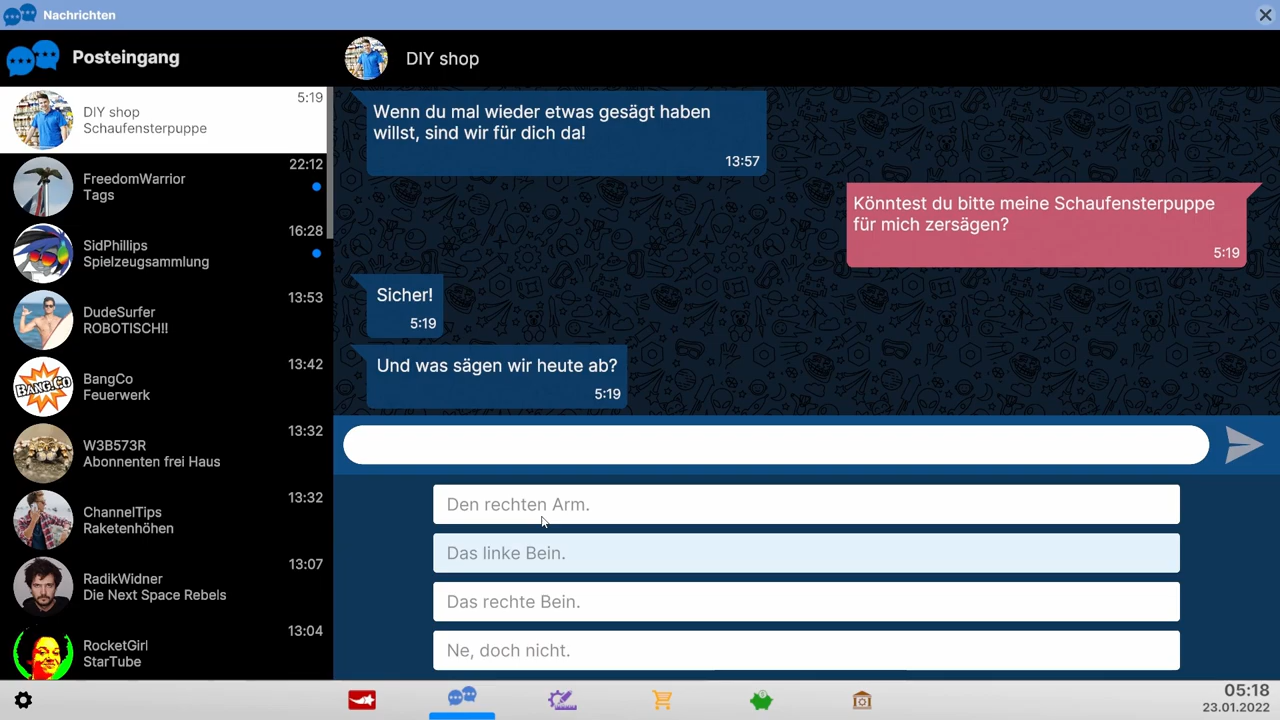 Nachrichten
Posteingang
DIY shop
5:19
DIY shop
Schaufensterpuppe
22:12
FreedomWarrior
Tags
16:28
SidPhillips
Spielzeugsammlung
13:53
DudeSurfer
ROBOTISCH!!
13:42
BangCo
Feuerwerk
BANG.CO
13:32
W3B573R
Abonnenten frei Haus
13:32
ChannelTips
Raketenhöhen
13:07
RadikWidner
Die Next Space Rebels
13:04
RocketGirl
StarTube
Wenn du mal wieder etwas gesägt haben
willst, sind wir für dich da!
13:57
Könntest du bitte meine Schaufensterpuppe
für mich zersägen?
5:19
Sicher!
5:19
Und was sägen wir heute ab?
5:19
Den rechten Arm.
Das linke Bein.
Das rechte Bein.
Ne, doch nicht.
05:18
23.01.2022